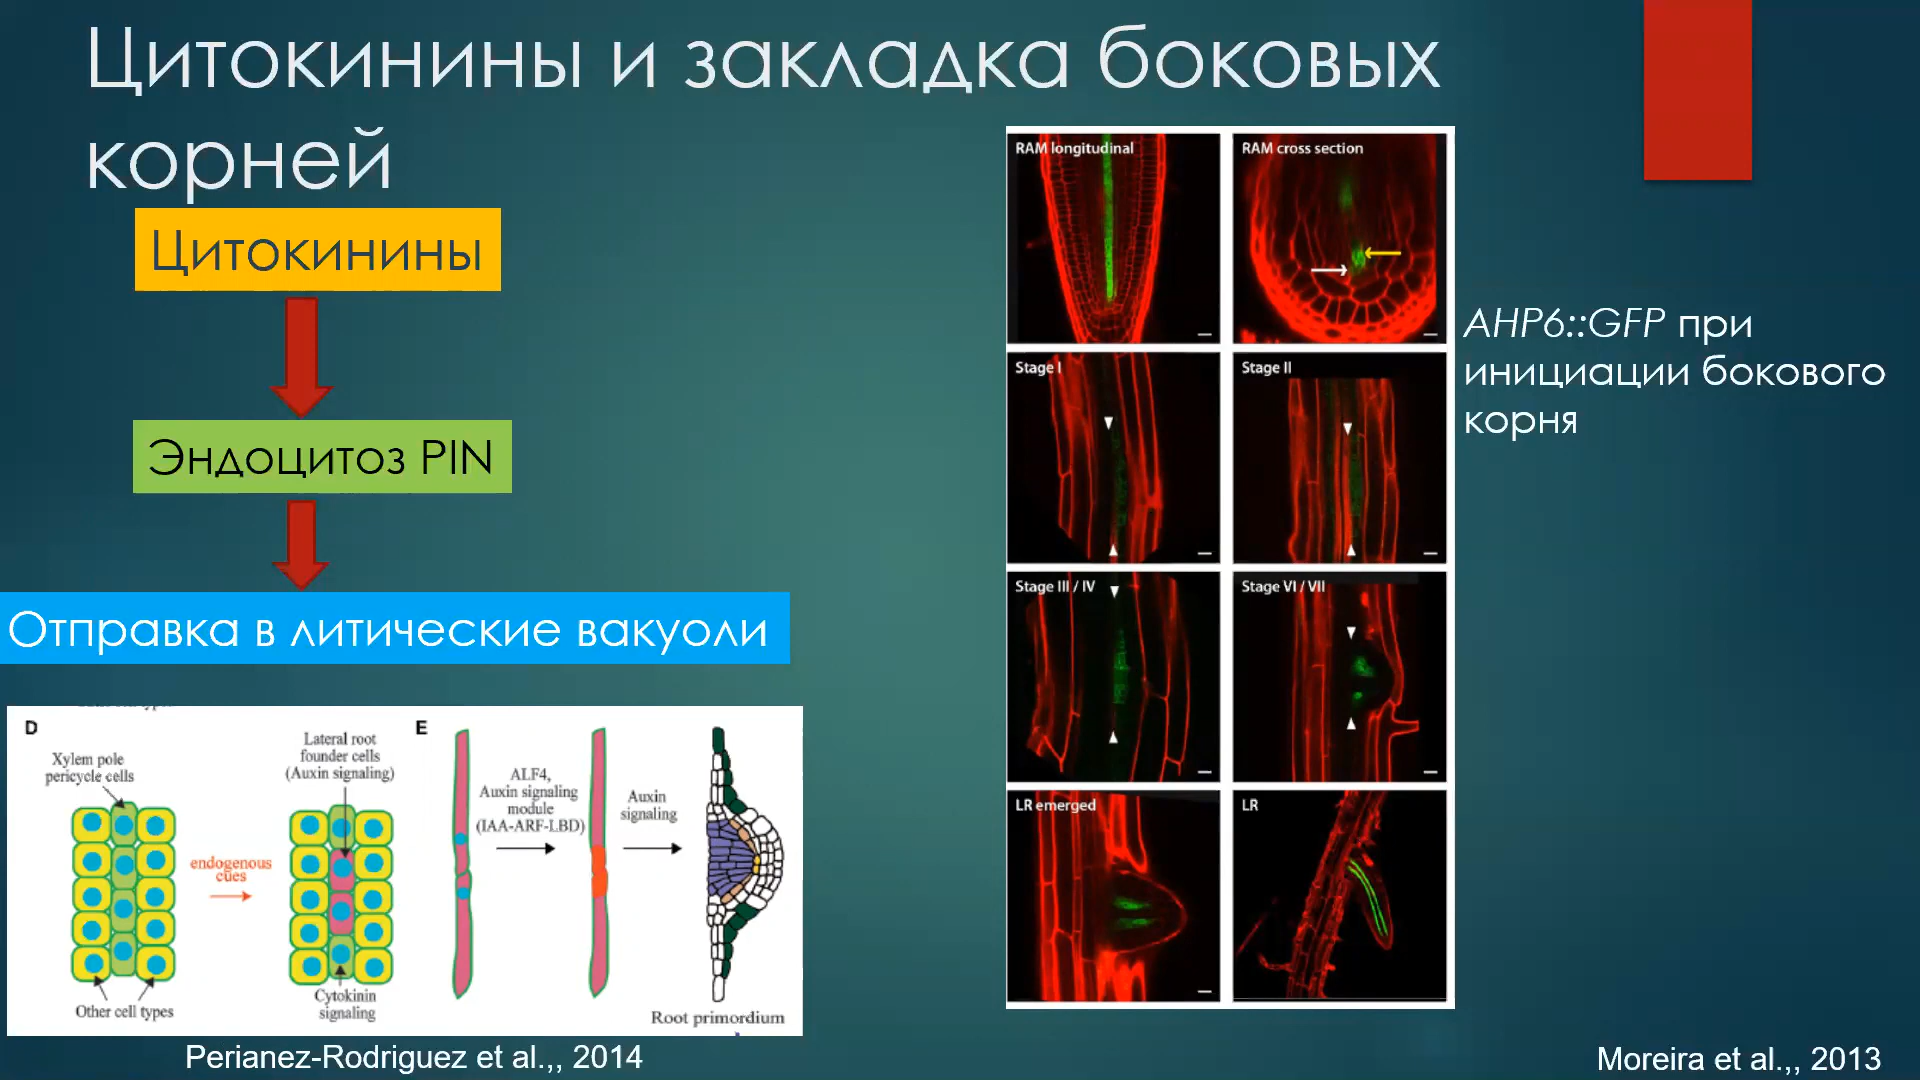 Цитокинины и закладка боковых
корней
Цитокинины
Эндоцитоз PIN
Отправка в литические вакуоли
D
Xylem pole
pericycle cells
endogenous
cues
Other cell types
Lateral root
founder cells
(Auxin signaling)
Cytokinin
signaling
E
ALF4,
Auxin signaling
module
(IAA-ARF-LBD)
Auxin
signaling
Root primordium
Perianez-Rodriguez et al.,, 2014
RAM longitudinal
RAM cross section
Stage I
Stage II
Stage III / IV
Stage VI / VII
LR emerged
LR
AHP6::GFP при
инициации бокового
корня
Moreira et al.,, 2013